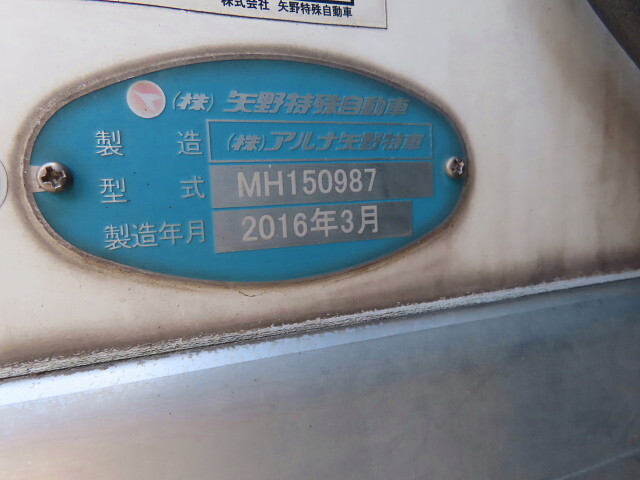 株式会社 矢野特殊自動車
(株)矢野特殊自動車
製造 (株)アルナ矢野特車
型式 MH150987
製造年月 2016年3月